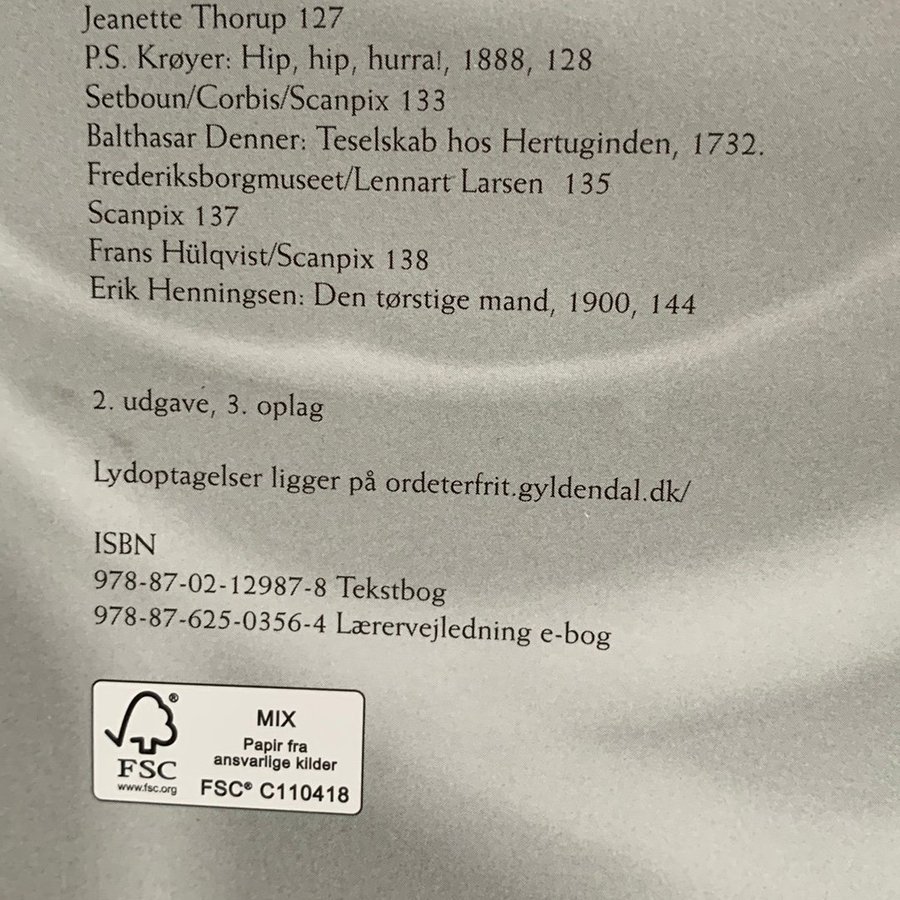 Jeanette Thorup 127
P.S. Krøyer: Hip, hip, hurra!, 1888, 128
Setboun/Corbis/Scanpix 133
Balthasar Denner: Teselskab hos Hertuginden, 1732.
Frederiksborgmuseet/Lennart Larsen 135
Scanpix 137
Frans Hülqvist/Scanpix 138
Erik Henningsen: Den tørstige mand, 1900, 144
2. udgave, 3. oplag
Lydoptagelser ligger på ordeterfrit.gyldendal.dk/
ISBN
978-87-02-12987-8 Tekstbog
978-87-625-0356-4 Lærervejledning e-bog
®
FSC
www.fsc.org
MIX
Papir fra
ansvarlige kilder
FSC® C110418